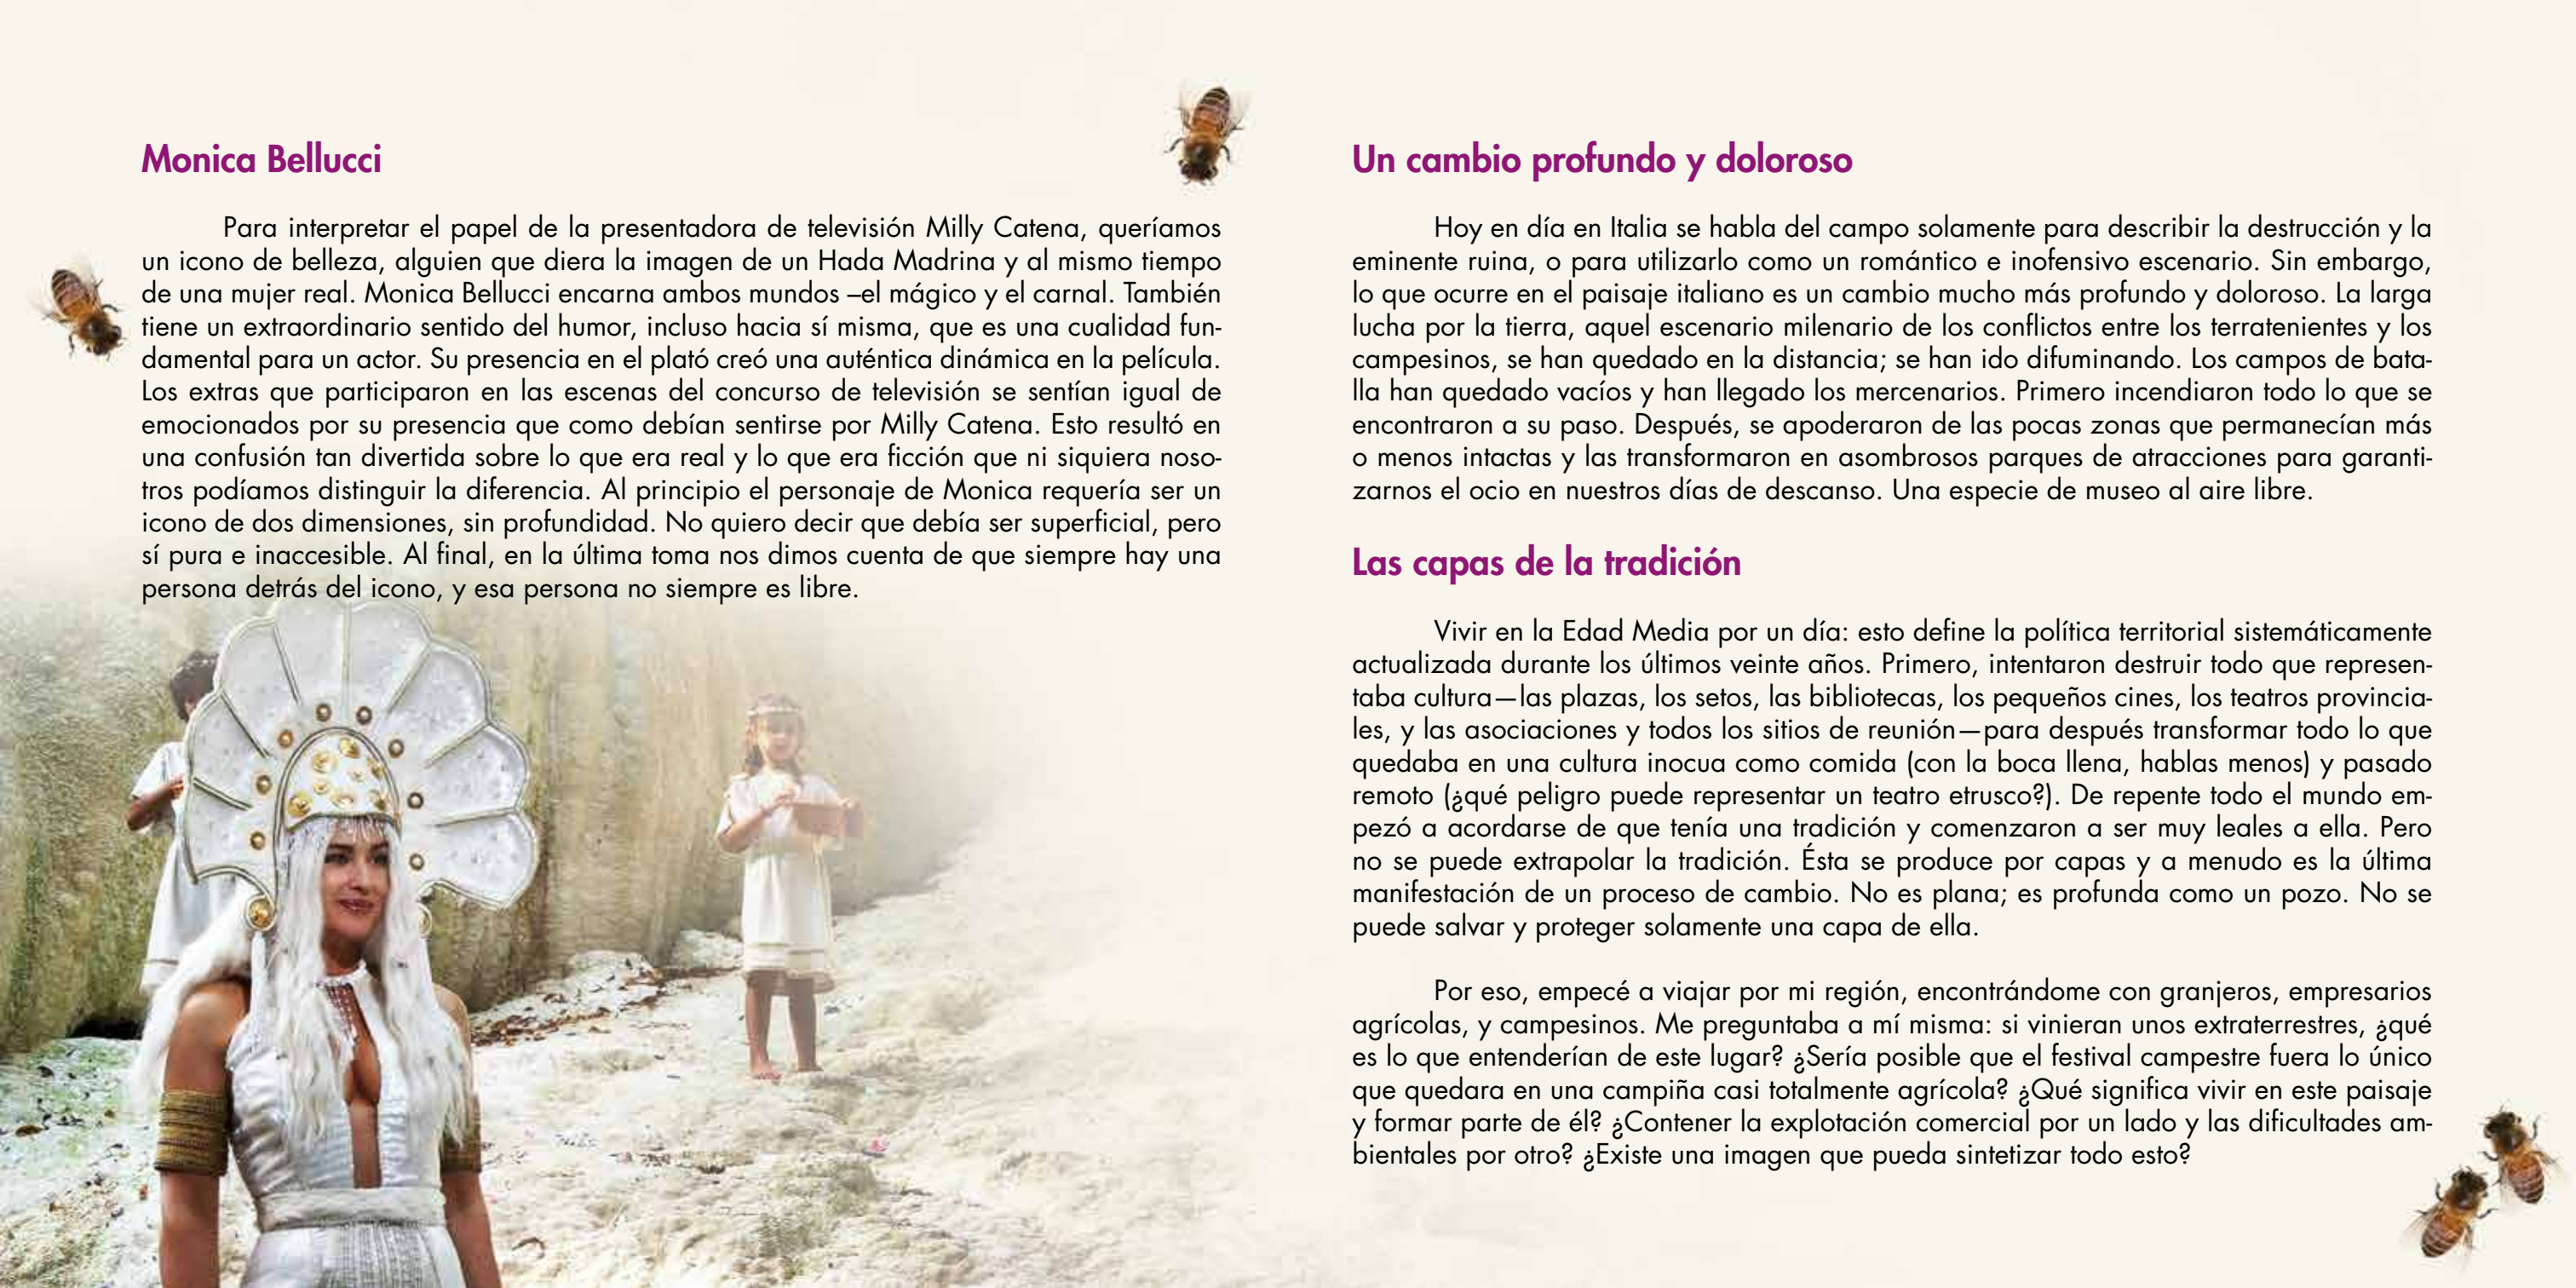 Monica Bellucci
Para interpretar el papel de la presentadora de televisión Milly Catena, queríamos
un icono de belleza, alguien que diera la imagen de un Hada Madrina y al mismo tiempo
de una mujer real. Monica Bellucci encarna ambos mundos –el mágico y el carnal. También
tiene un extraordinario sentido del humor, incluso hacia sí misma, que es una cualidad fun-
damental para un actor. Su presencia en el plató creó una auténtica dinámica en la película.
Los extras que participaron en las escenas del concurso de televisión se sentían igual de
emocionados por su presencia que como debían sentirse por Milly Catena. Esto resultó en
una confusión tan divertida sobre lo que era real y lo que era ficción que ni siquiera noso-
tros podíamos distinguir la diferencia. Al principio el personaje de Monica requería ser un
icono de dos dimensiones, sin profundidad. No quiero decir que debía ser superficial, pero
sí pura e inaccesible. Al final, en la última toma nos dimos cuenta de que siempre hay una
persona detrás del icono, y esa persona no siempre es libre.
Un cambio profundo y doloroso
Hoy en día en Italia se habla del campo solamente para describir la destrucción y la
eminente ruina, o para utilizarlo como un romántico e inofensivo escenario. Sin embargo,
lo que ocurre en el paisaje italiano es un cambio mucho más profundo y doloroso. La larga
lucha por la tierra, aquel escenario milenario de los conflictos entre los terratenientes y los
campesinos, se han quedado en la distancia; se han ido difuminando. Los campos de bata-
lla han quedado vacíos y han llegado los mercenarios. Primero incendiaron todo lo que se
encontraron a su paso. Después, se apoderaron de las pocas zonas que permanecían más
o menos intactas y las transformaron en asombrosos parques de atracciones para garanti-
zarnos el ocio en nuestros días de descanso. Una especie de museo al aire libre.
Las capas de la tradición
Vivir en la Edad Media por un día: esto define la política territorial sistemáticamente
actualizada durante los últimos veinte años. Primero, intentaron destruir todo que represen-
taba cultura—las plazas, los setos, las bibliotecas, los pequeños cines, los teatros provincia-
les, y las asociaciones y todos los sitios de reunión—para después transformar todo lo que
quedaba en una cultura inocua como comida (con la boca llena, hablas menos) y pasado
remoto (¿qué peligro puede representar un teatro etrusco?). De repente todo el mundo em-
pezó a acordarse de que tenía una tradición y comenzaron a ser muy leales a ella. Pero
no se puede extrapolar la tradición. Ésta se produce por capas y a menudo es la última
manifestación de un proceso de cambio. No es plana; es profunda como un pozo. No se
puede salvar y proteger solamente una capa de ella.
Por eso, empecé a viajar por mi región, encontrándome con granjeros, empresarios
agrícolas, y campesinos. Me preguntaba a mí misma: si vinieran unos extraterrestres, ¿qué
es lo que entenderían de este lugar? ¿Sería posible que el festival campestre fuera lo único
que quedara en una campiña casi totalmente agrícola? ¿Qué significa vivir en este paisaje
y formar parte de él? ¿Contener la explotación comercial por un lado y las dificultades am-
bientales por otro? ¿Existe una imagen que pueda sintetizar todo esto?